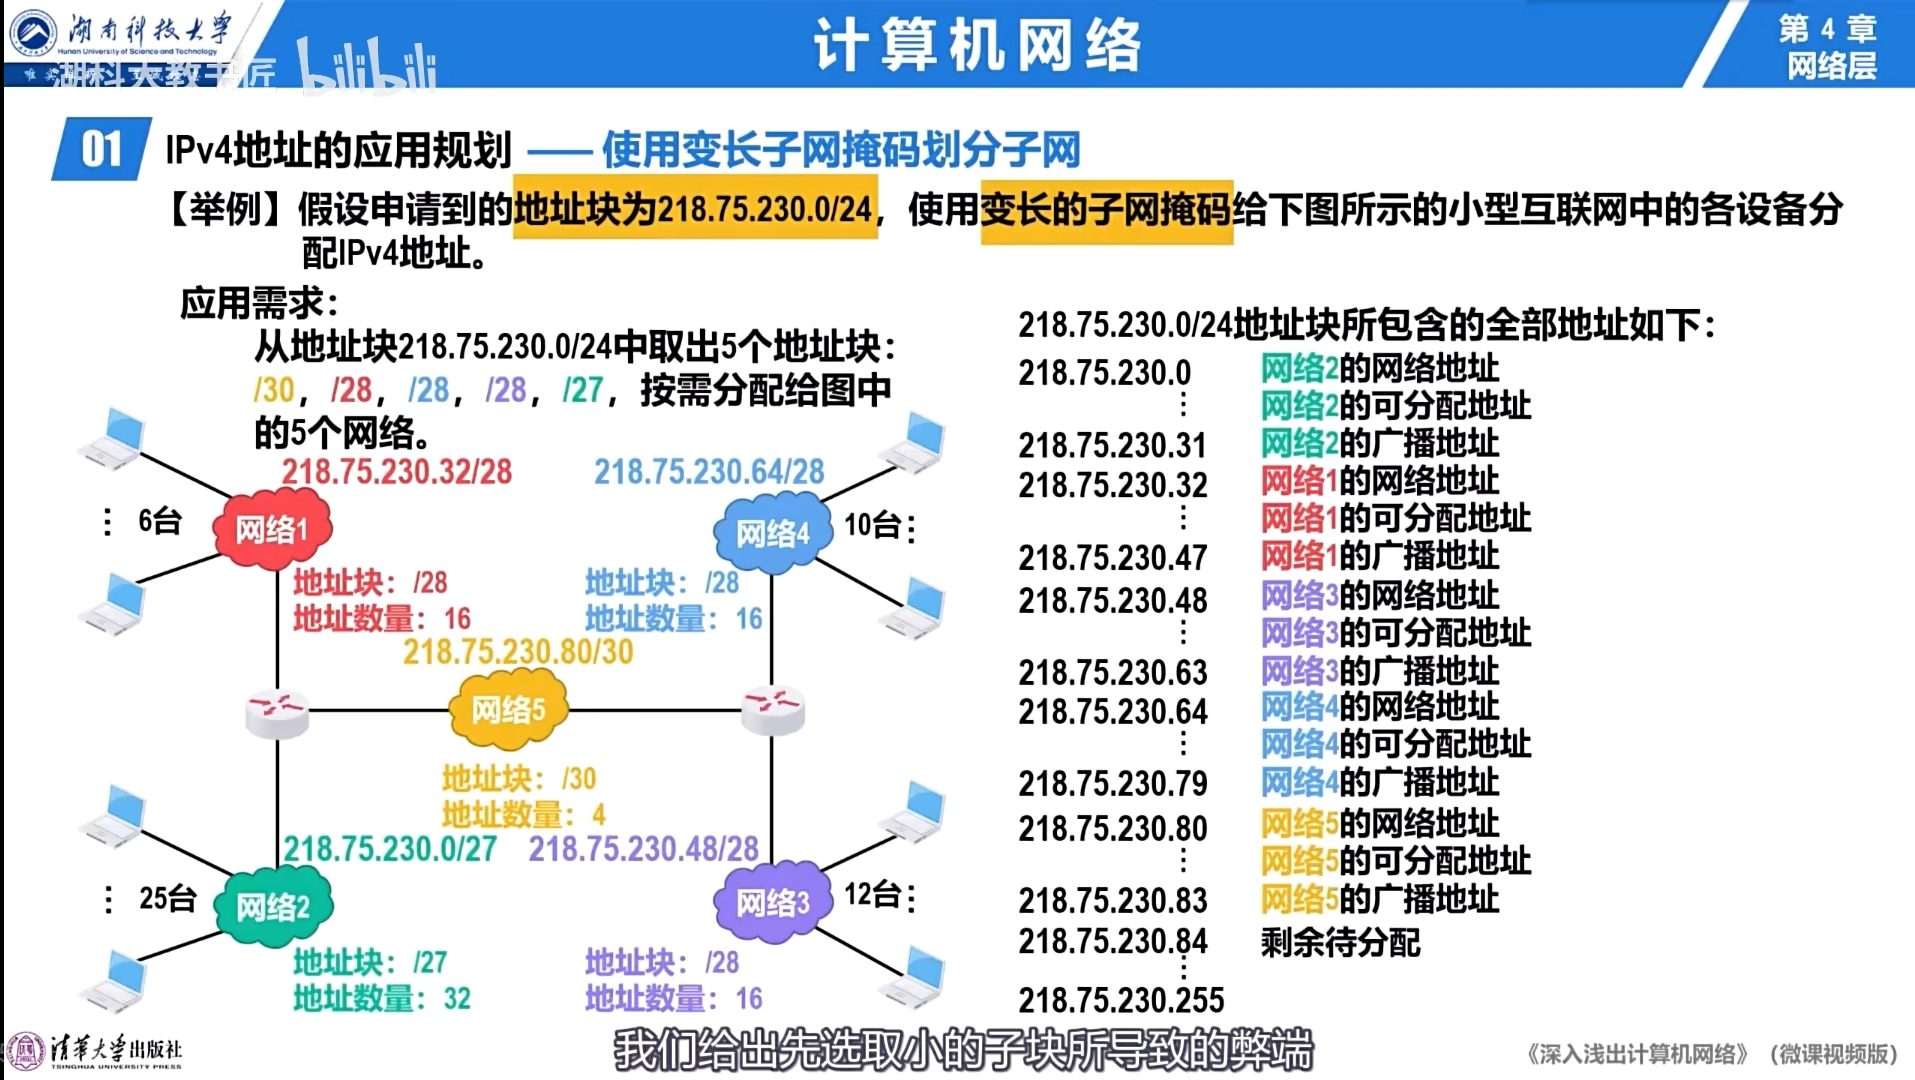 湖南科技大学
Hunan University of Science and Technology
湖科大教书匠 bilibili
计算机网络
第 4 章
网络层
01 IPv4地址的应用规划 —— 使用变长子网掩码划分子网
【举例】假设申请到的地址块为218.75.230.0/24，使用变长的子网掩码给下图所示的小型互联网中的各设备分
配IPv4地址。
应用需求：
从地址块218.75.230.0/24中取出5个地址块：
/30，/28，/28，/28，/27，按需分配给图中
的5个网络。
218.75.230.32/28
218.75.230.64/28
⋮ 6台
网络1
网络4
10台⋮
地址块：/28
地址数量：16
地址块：/28
地址数量：16
218.75.230.80/30
网络5
地址块：/30
地址数量：4
218.75.230.0/27
218.75.230.48/28
⋮ 25台
网络2
网络3
12台⋮
地址块：/27
地址数量：32
地址块：/28
地址数量：16
218.75.230.0/24地址块所包含的全部地址如下：
218.75.230.0 网络2的网络地址
⋮ 网络2的可分配地址
218.75.230.31 网络2的广播地址
218.75.230.32 网络1的网络地址
⋮ 网络1的可分配地址
218.75.230.47 网络1的广播地址
218.75.230.48 网络3的网络地址
⋮ 网络3的可分配地址
218.75.230.63 网络3的广播地址
218.75.230.64 网络4的网络地址
⋮ 网络4的可分配地址
218.75.230.79 网络4的广播地址
218.75.230.80 网络5的网络地址
⋮ 网络5的可分配地址
218.75.230.83 网络5的广播地址
218.75.230.84 剩余待分配
⋮
218.75.230.255
我们给出先选取小的子块所导致的弊端
清华大学出版社
TSINGHUA UNIVERSITY PRESS
《深入浅出计算机网络》（微课视频版）